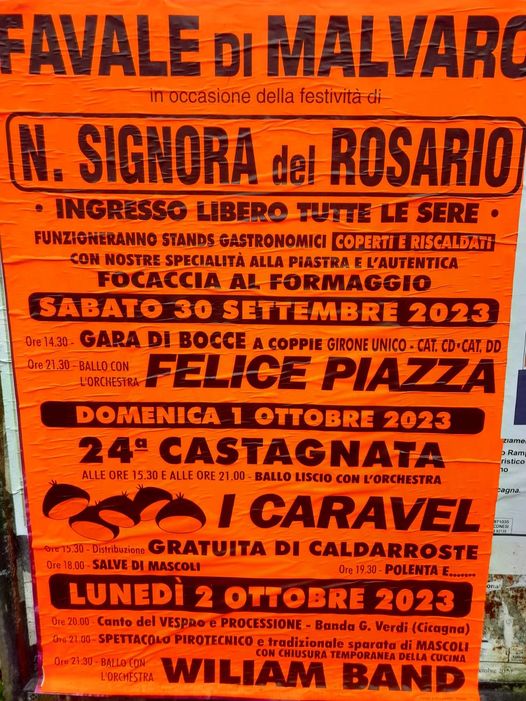 FAVALE DI MALVARO
in occasione della festività di
N. SIGNORA del ROSARIO
• INGRESSO LIBERO TUTTE LE SERE •
FUNZIONERANNO STANDS GASTRONOMICI COPERTI E RISCALDATI
CON NOSTRE SPECIALITÀ ALLA PIASTRA E L'AUTENTICA
FOCACCIA AL FORMAGGIO
SABATO 30 SETTEMBRE 2023
Ore 14.30 - GARA DI BOCCE A COPPIE GIRONE UNICO - CAT. CD-CAT. DD
Ore 21.30 - BALLO CON L'ORCHESTRA FELICE PIAZZA
DOMENICA 1 OTTOBRE 2023
24ª CASTAGNATA
ALLE ORE 15.30 E ALLE ORE 21.00 - BALLO LISCIO CON L'ORCHESTRA
I CARAVEL
Ore 15.30 - Distribuzione GRATUITA DI CALDARROSTE
Ore 18.00 - SALVE DI MASCOLI Ore 19.30 - POLENTA E.......
LUNEDÌ 2 OTTOBRE 2023
Ore 20.00 - Canto del VESPRO e PROCESSIONE - Banda G. Verdi (Cicagna)
Ore 21.00 - SPETTACOLO PIROTECNICO e tradizionale sparata di MASCOLI
CON CHIUSURA TEMPORANEA DELLA CUCINA
Ore 21.30 - BALLO CON L'ORCHESTRA WILIAM BAND